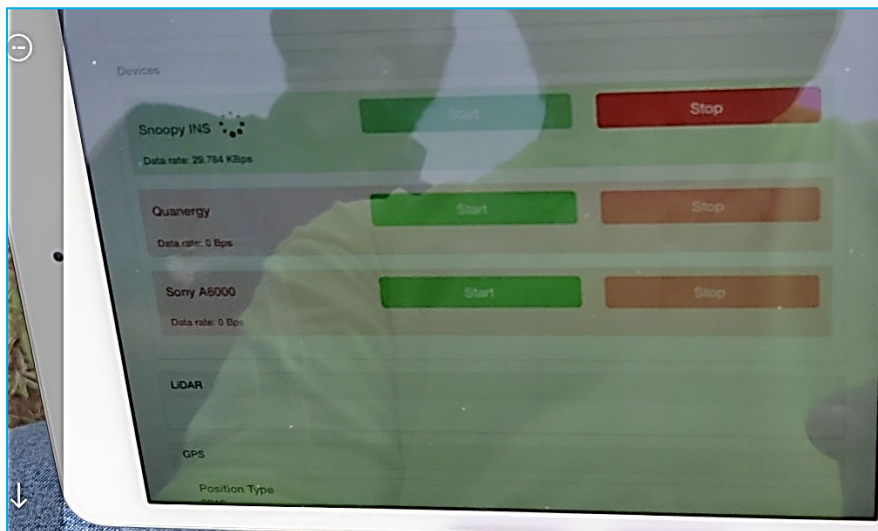 Devices
Snoopy INS
Start
Stop
Data rate: 29.784 KBps
Quanergy
Start
Stop
Data rate: 0 Bps
Sony A6000
Start
Stop
Data rate: 0 Bps
LiDAR
GPS
Position Type